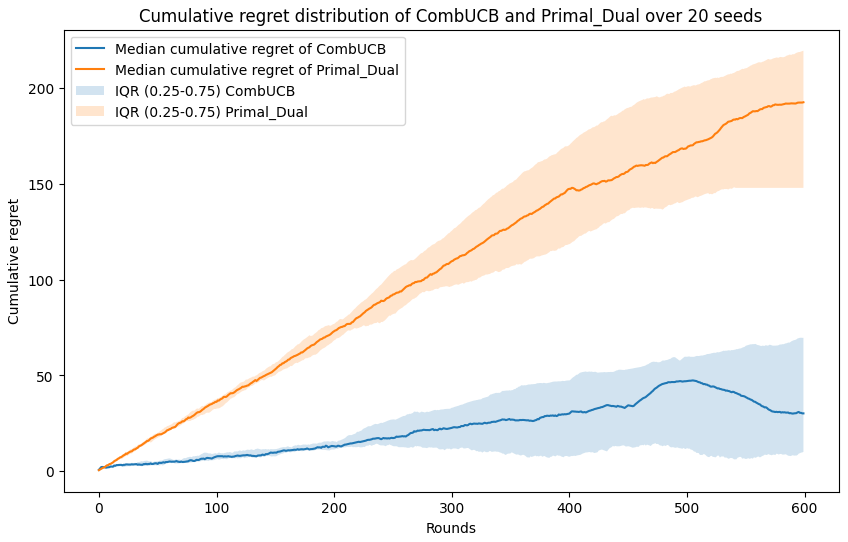 Cumulative regret distribution of CombUCB and Primal_Dual over 20 seeds
Median cumulative regret of CombUCB
Median cumulative regret of Primal_Dual
IQR (0.25-0.75) CombUCB
IQR (0.25-0.75) Primal_Dual
Cumulative regret
200
150
100
50
0
0 100 200 300 400 500 600
Rounds